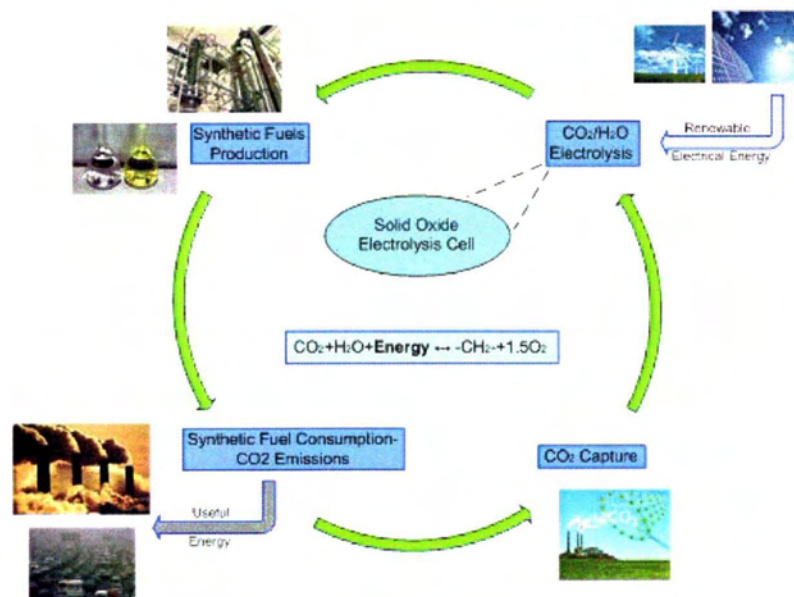 Synthetic Fuels
Production
CO₂/H₂O
Electrolysis
Renewable
Electrical Energy
Solid Oxide
Electrolysis Cell
CO₂+H₂O+Energy ↔ -CH₂-+1.5O₂
Synthetic Fuel Consumption-
CO2 Emissions
CO₂ Capture
Useful
Energy